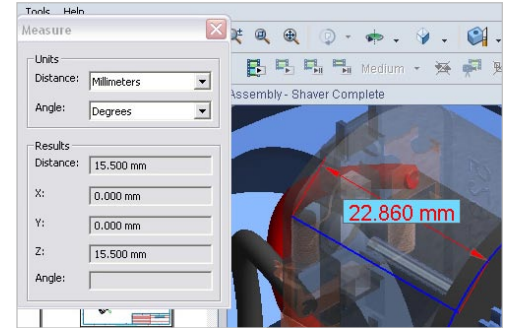 Tools Help
Measure
Units
Distance: Millimeters
Angle: Degrees
Results
Distance: 15.500 mm
X: 0.000 mm
Y: 0.000 mm
Z: 15.500 mm
Angle:
Medium
Assembly - Shaver Complete
22.860 mm